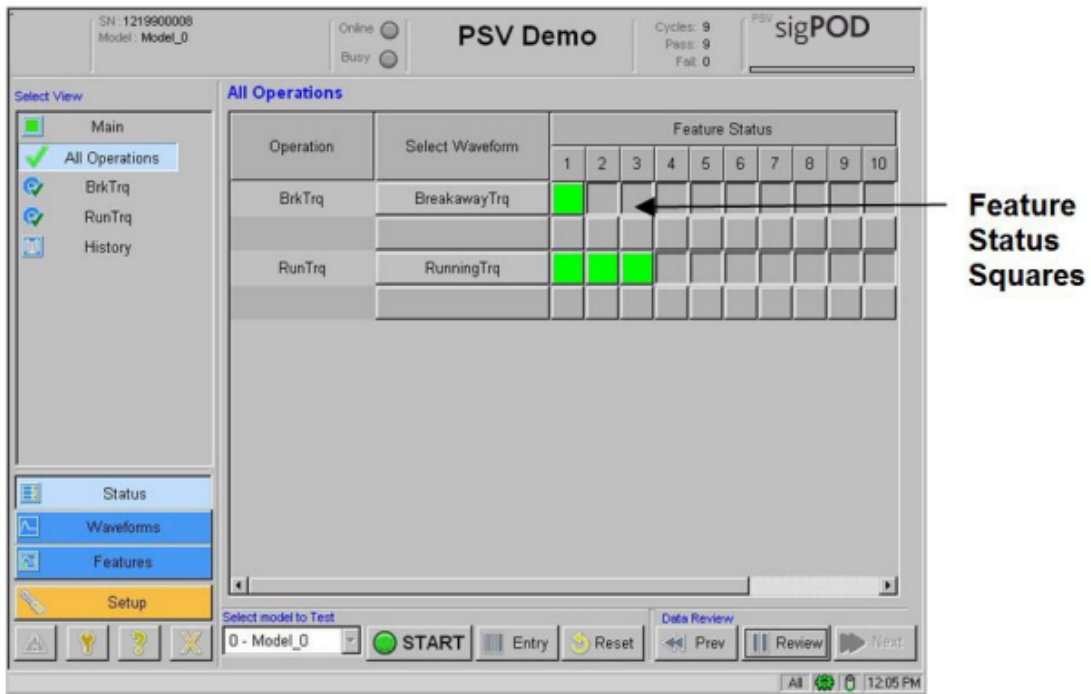 SN : 1219900008
Model : Model_0
Online
Busy
PSV Demo
Cycles: 9
Pass: 9
Fail: 0
PSV sigPOD
Select View
Main
All Operations
BrkTrq
RunTrq
History
Status
Waveforms
Features
Setup
All Operations
Operation
Select Waveform
Feature Status
1 2 3 4 5 6 7 8 9 10
BrkTrq BreakawayTrq
RunTrq RunningTrq
Feature
Status
Squares
Select model to Test
0 - Model_0
START
Entry
Reset
Data Review
Prev
Review
Next
All
12:05 PM